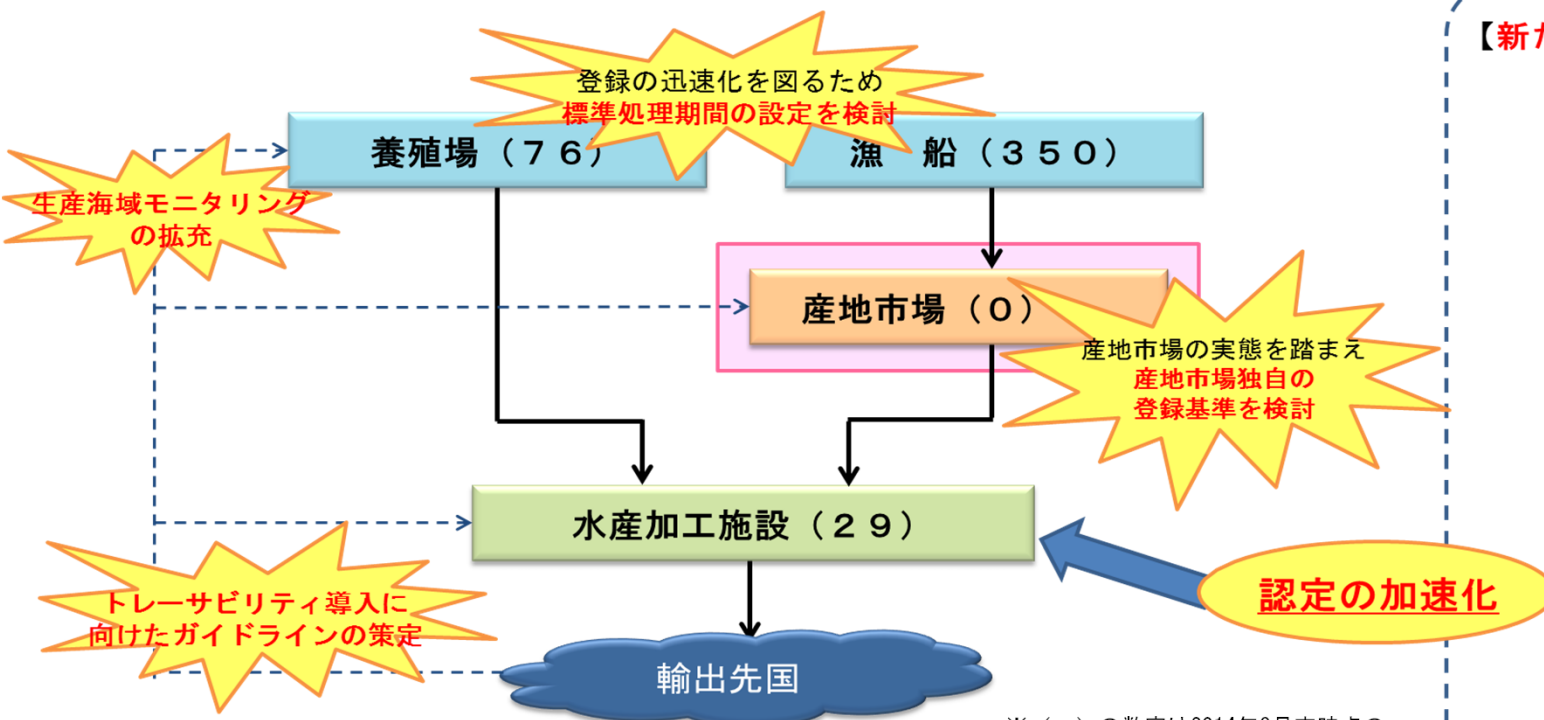 【新た
登録の迅速化を図るため
標準処理期間の設定を検討
養殖場（７６）
漁　船（３５０）
生産海域モニタリング
の拡充
産地市場（０）
産地市場の実態を踏まえ
産地市場独自の
登録基準を検討
水産加工施設（２９）
認定の加速化
トレーサビリティ導入に
向けたガイドラインの策定
輸出先国